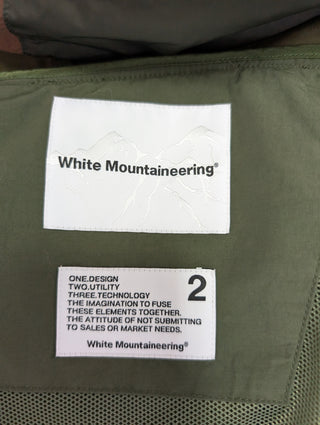 White Mountaineering®
ONE.DESIGN
TWO.UTILITY
THREE.TECHNOLOGY
THE IMAGINATION TO FUSE
THESE ELEMENTS TOGETHER.
THE ATTITUDE OF NOT SUBMITTING
TO SALES OR MARKET NEEDS.
2
White Mountaineering®